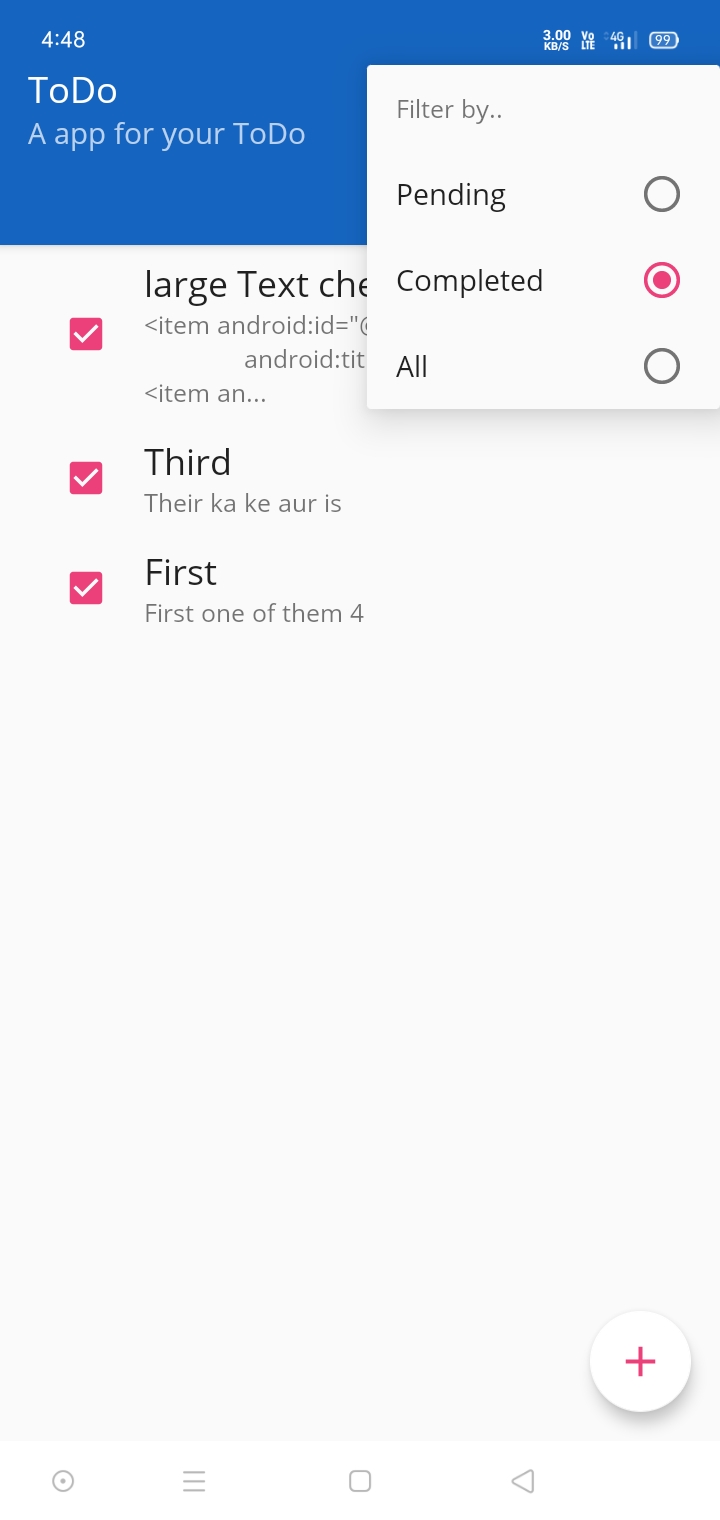 4:48
3.00 KB/S Vo LTE 4G 99
ToDo
A app for your ToDo
Filter by..
Pending
Completed
All
large Text che
<item android:id="@
android:tit
<item an...
Third
Their ka ke aur is
First
First one of them 4